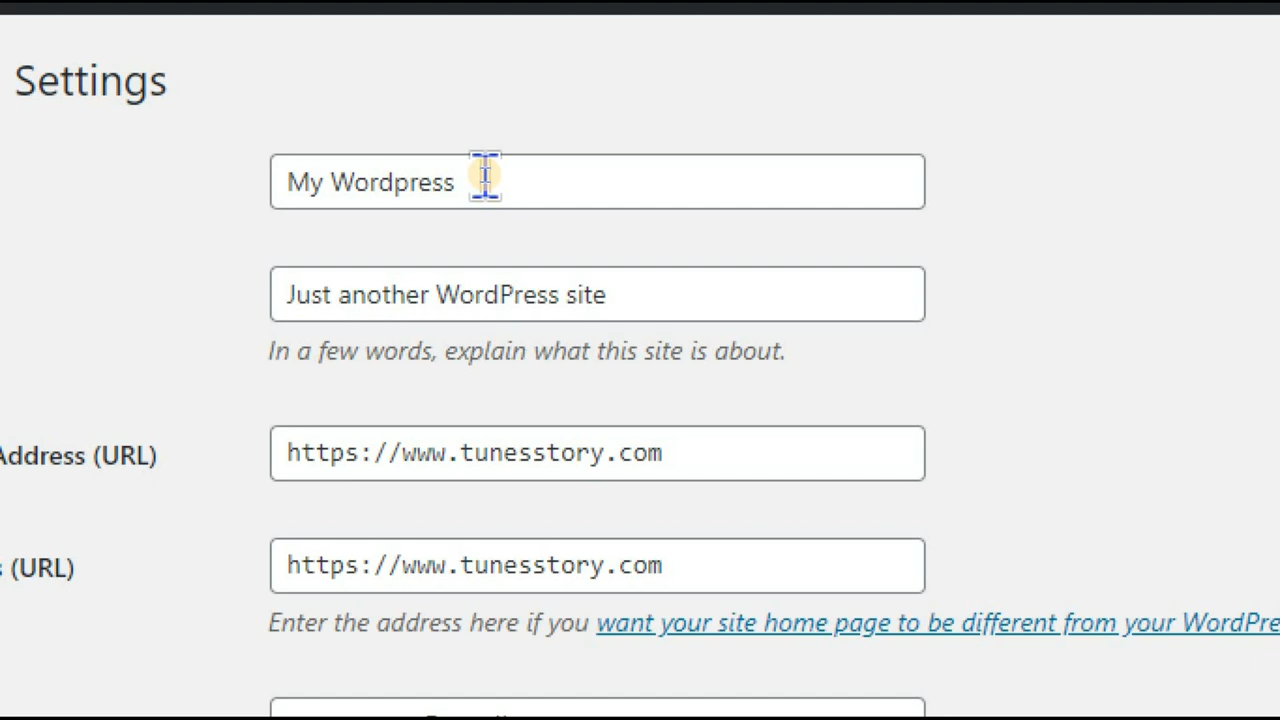 Settings
My Wordpress
Just another WordPress site
In a few words, explain what this site is about.
Address (URL)
https://www.tunesstory.com
(URL)
https://www.tunesstory.com
Enter the address here if you want your site home page to be different from your WordPre